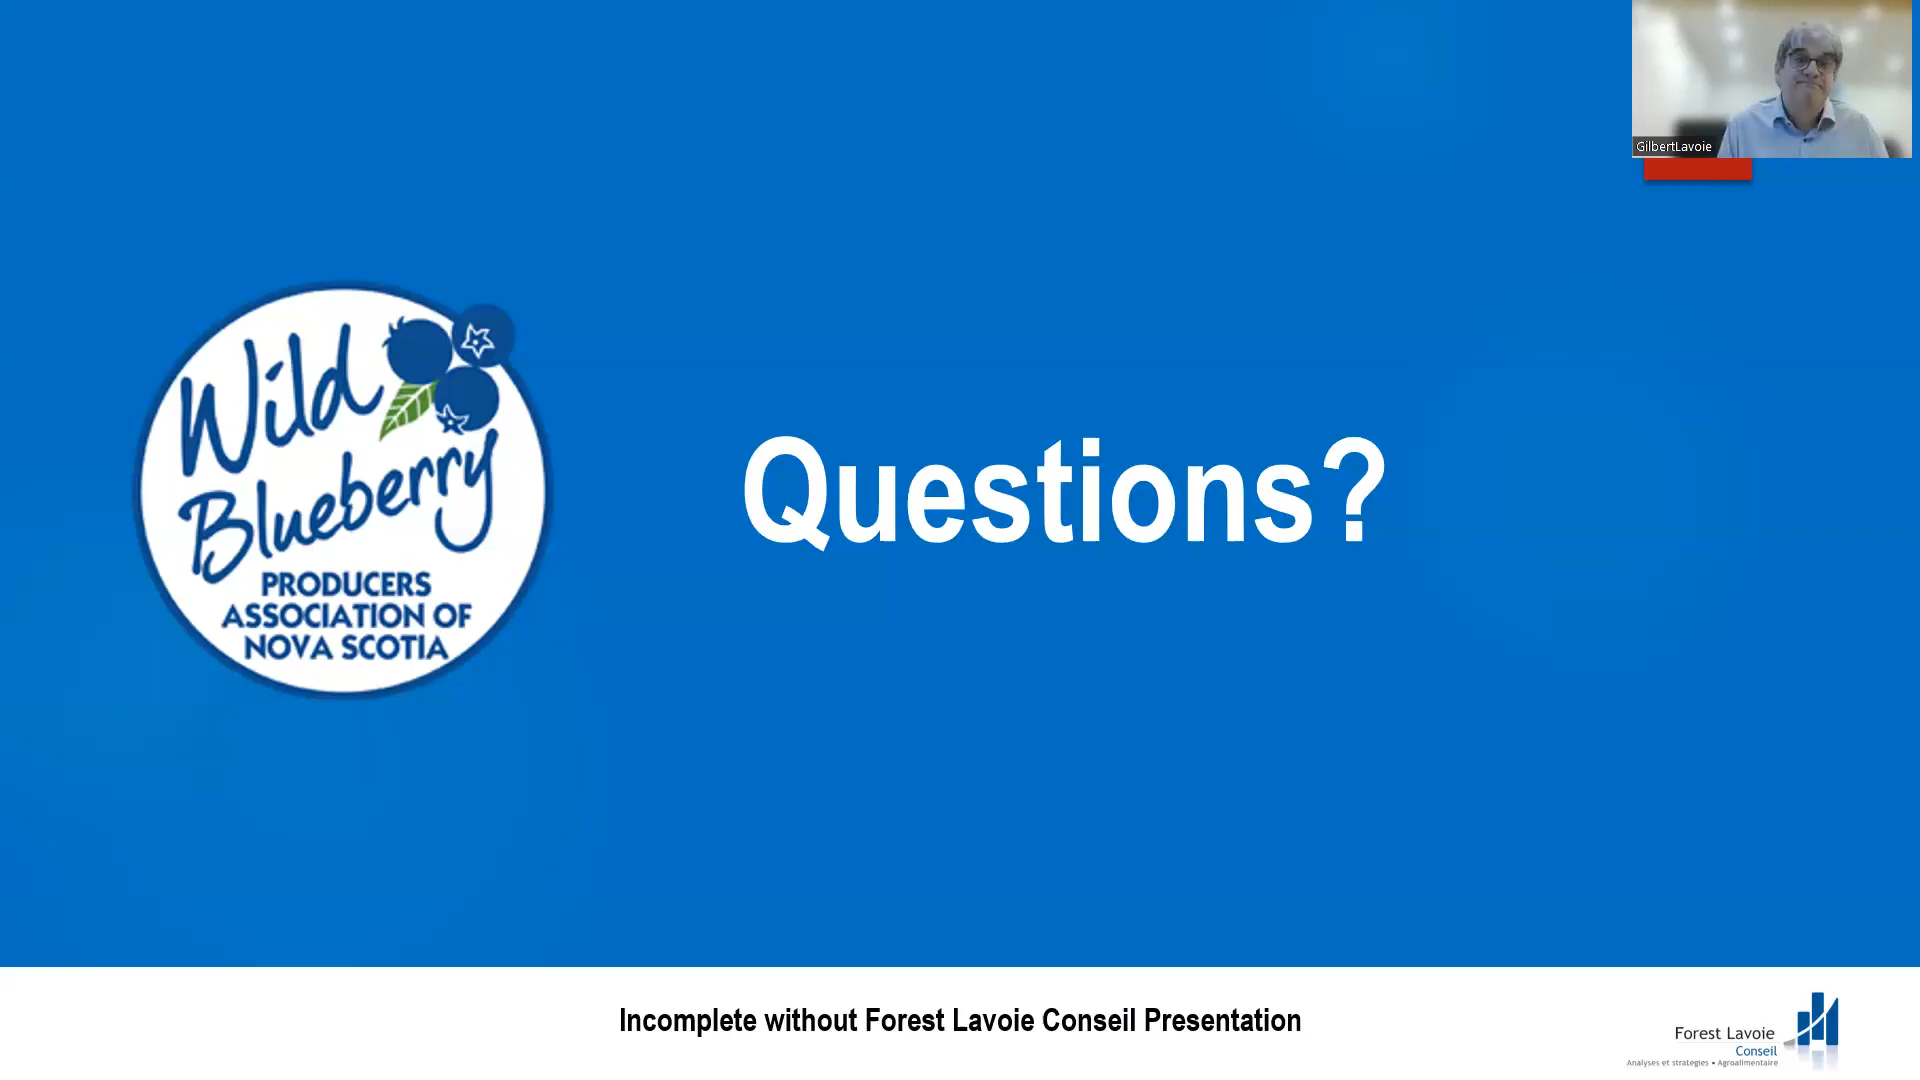 GilbertLavoie
Wild
Blueberry
PRODUCERS
ASSOCIATION OF
NOVA SCOTIA
Questions?
Incomplete without Forest Lavoie Conseil Presentation
Forest Lavoie
Conseil
Analyses et stratégies • Agroalimentaire